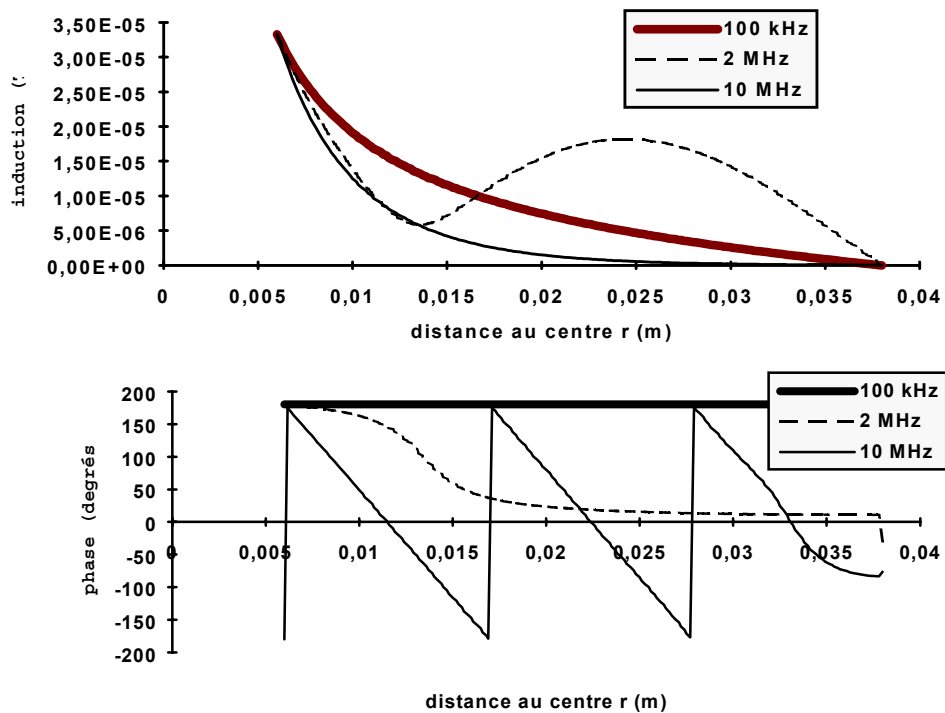 3,50E-05
3,00E-05
2,50E-05
2,00E-05
1,50E-05
1,00E-05
5,00E-06
0,00E+00
induction (
100 kHz
2 MHz
10 MHz
0 0,005 0,01 0,015 0,02 0,025 0,03 0,035 0,04
distance au centre r (m)
200
150
100
50
0
-50
-100
-150
-200
phase (degrés
100 kHz
2 MHz
10 MHz
0 0,005 0,01 0,015 0,02 0,025 0,03 0,035 0,04
distance au centre r (m)